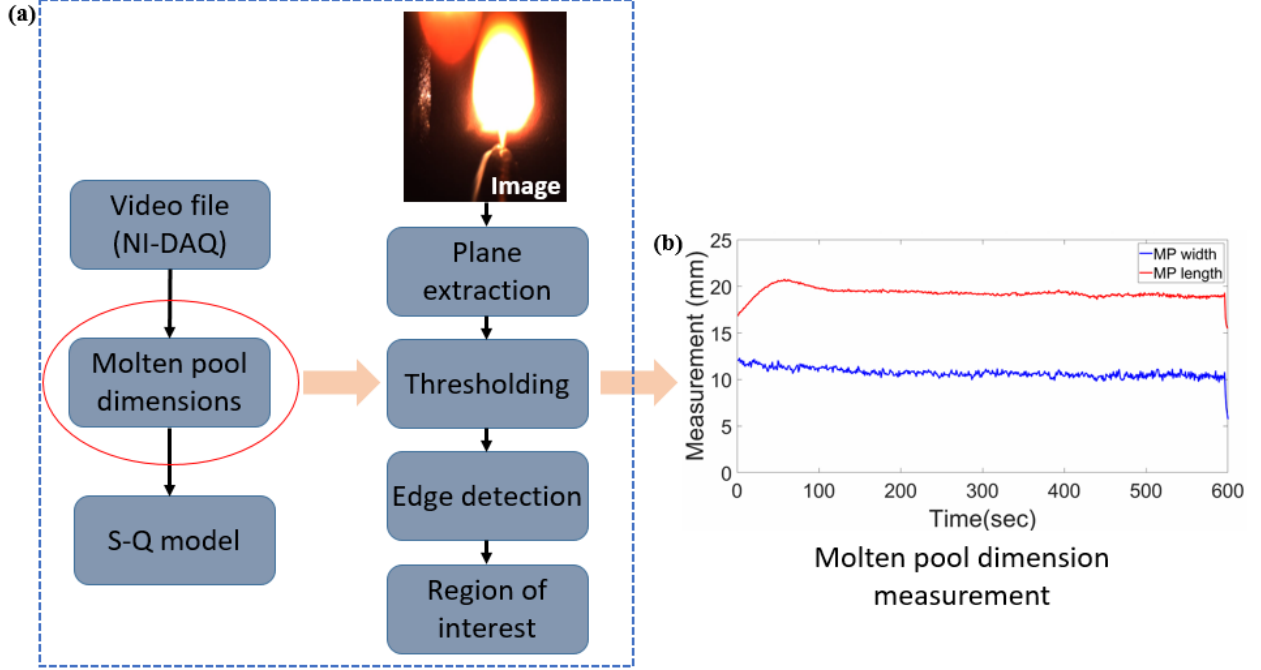 (a)
Video file
(NI-DAQ)
Molten pool
dimensions
S-Q model
Image
Plane
extraction
Thresholding
Edge detection
Region of
interest
(b)
25
20
15
10
5
0
Measurement (mm)
MP width
MP length
0 100 200 300 400 500 600
Time(sec)
Molten pool dimension
measurement